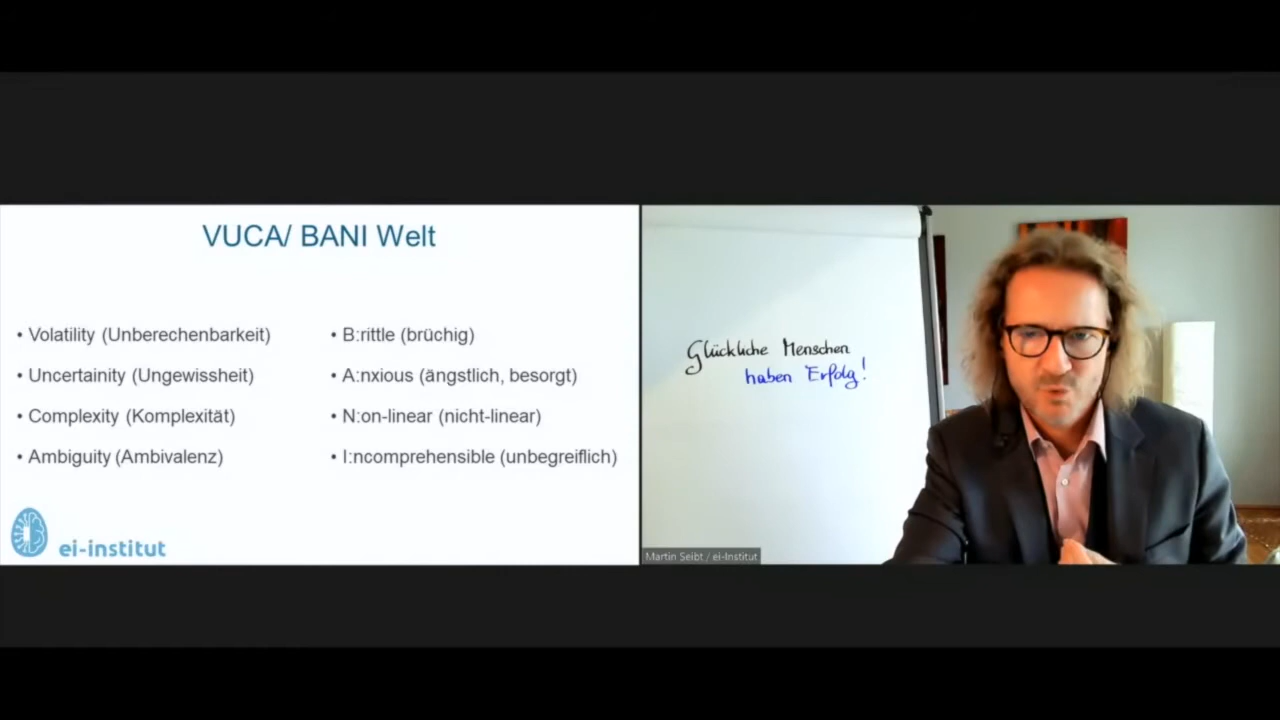 VUCA/ BANI Welt
• Volatility (Unberechenbarkeit)
• Uncertainity (Ungewissheit)
• Complexity (Komplexität)
• Ambiguity (Ambivalenz)
• B:rittle (brüchig)
• A:nxious (ängstlich, besorgt)
• N:on-linear (nicht-linear)
• I:ncomprehensible (unbegreiflich)
ei-institut
Glückliche Menschen
haben Erfolg!
Martin Seibt / ei-Institut